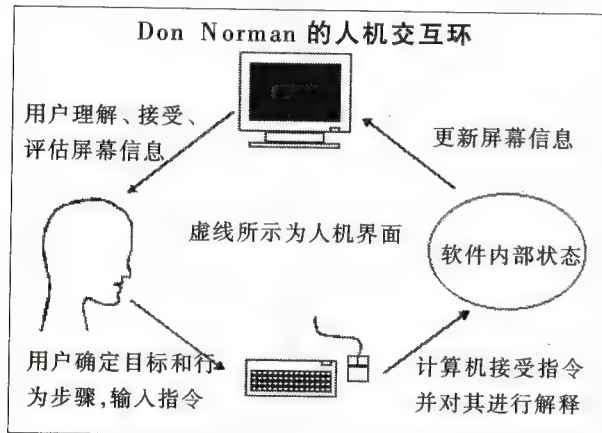 Don Norman 的人机交互环
用户理解、接受、
评估屏幕信息
更新屏幕信息
虚线所示为人机界面
软件内部状态
用户确定目标和行
为步骤,输入指令
计算机接受指令
并对其进行解释